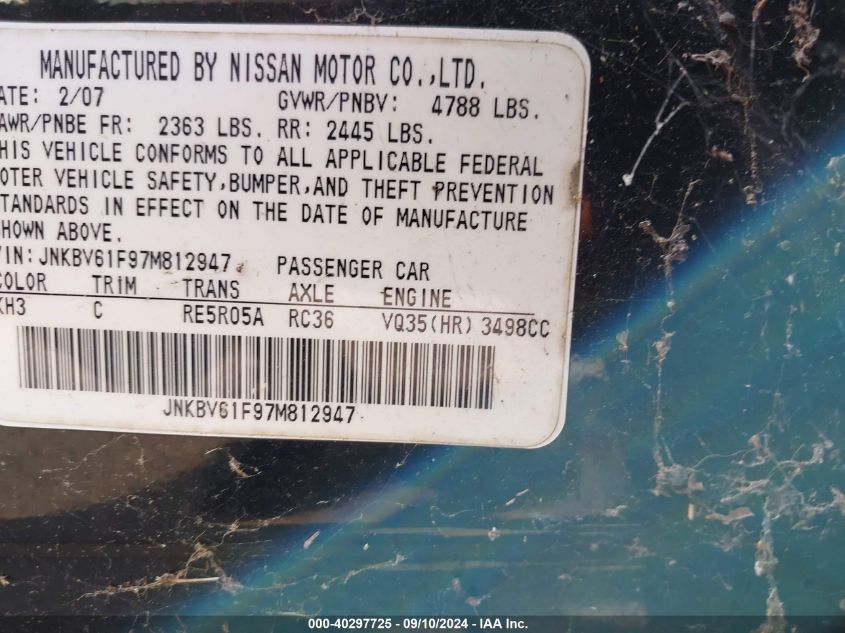 MANUFACTURED BY NISSAN MOTOR CO.,LTD.
ATE: 2/07 GVWR/PNBV: 4788 LBS.
AWR/PNBE FR: 2363 LBS. RR: 2445 LBS.
HIS VEHICLE CONFORMS TO ALL APPLICABLE FEDERAL
OTER VEHICLE SAFETY,BUMPER,AND THEFT PREVENTION
TANDARDS IN EFFECT ON THE DATE OF MANUFACTURE
HOWN ABOVE.
VIN: JNKBV61F97M812947 PASSENGER CAR
COLOR TRIM TRANS AXLE ENGINE
KH3 C RE5R05A RC36 VQ35(HR) 3498CC
JNKBV61F97M812947
000-40297725 - 09/10/2024 - IAA Inc.